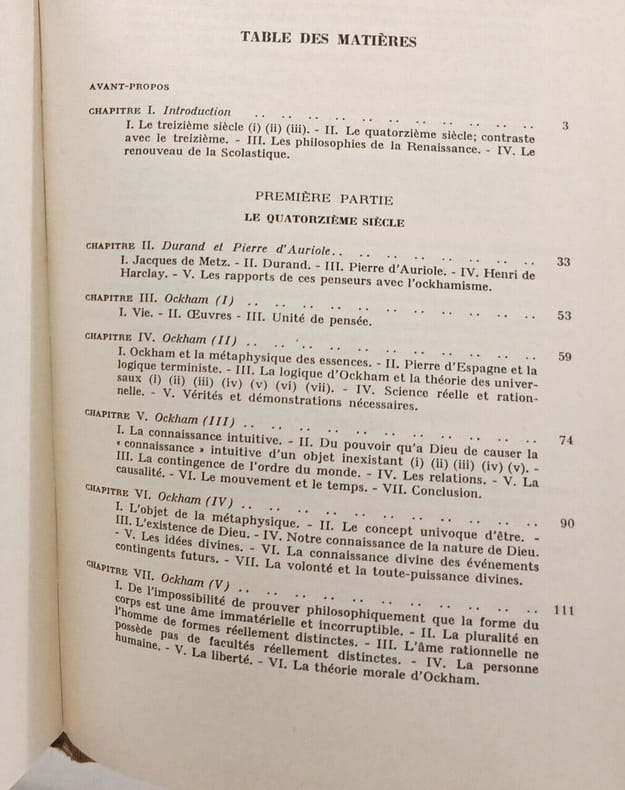 TABLE DES MATIÈRES
AVANT-PROPOS
CHAPITRE I. Introduction .. .. .. .. .. .. .. .. .. .. .. 3
I. Le treizième siècle (i) (ii) (iii). - II. Le quatorzième siècle; contraste
avec le treizième. - III. Les philosophies de la Renaissance. - IV. Le
renouveau de la Scolastique.
PREMIÈRE PARTIE
LE QUATORZIÈME SIÈCLE
CHAPITRE II. Durand et Pierre d'Auriole.. .. .. .. .. .. .. .. 33
I. Jacques de Metz. - II. Durand. - III. Pierre d'Auriole. - IV. Henri de
Harclay. - V. Les rapports de ces penseurs avec l'ockhamisme.
CHAPITRE III. Ockham (I) .. .. .. .. .. .. .. .. .. .. .. 53
I. Vie. - II. Œuvres - III. Unité de pensée.
CHAPITRE IV. Ockham (II) .. .. .. .. .. .. .. .. .. .. .. 59
I. Ockham et la métaphysique des essences. - II. Pierre d'Espagne et la
logique terministe. - III. La logique d'Ockham et la théorie des univer-
saux (i) (ii) (iii) (iv) (v) (vi) (vii). - IV. Science réelle et ration-
nelle. - V. Vérités et démonstrations nécessaires.
CHAPITRE V. Ockham (III) .. .. .. .. .. .. .. .. .. .. .. 74
I. La connaissance intuitive. - II. Du pouvoir qu'a Dieu de causer la
« connaissance » intuitive d'un objet inexistant (i) (ii) (iii) (iv) (v). -
III. La contingence de l'ordre du monde. - IV. Les relations. - V. La
causalité. - VI. Le mouvement et le temps. - VII. Conclusion.
CHAPITRE VI. Ockham (IV) .. .. .. .. .. .. .. .. .. .. .. 90
I. L'objet de la métaphysique. - II. Le concept univoque d'être. -
III. L'existence de Dieu. - IV. Notre connaissance de la nature de Dieu.
- V. Les idées divines. - VI. La connaissance divine des événements
contingents futurs. - VII. La volonté et la toute-puissance divines.
CHAPITRE VII. Ockham (V) .. .. .. .. .. .. .. .. .. .. .. 111
I. De l'impossibilité de prouver philosophiquement que la forme du
corps est une âme immatérielle et incorruptible. - II. La pluralité en
l'homme de formes réellement distinctes. - III. L'âme rationnelle ne
possède pas de facultés réellement distinctes. - IV. La personne
humaine. - V. La liberté. - VI. La théorie morale d'Ockham.